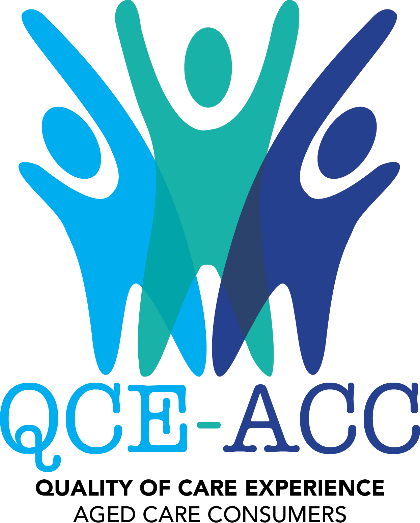 QCE-ACC
QUALITY OF CARE EXPERIENCE
AGED CARE CONSUMERS